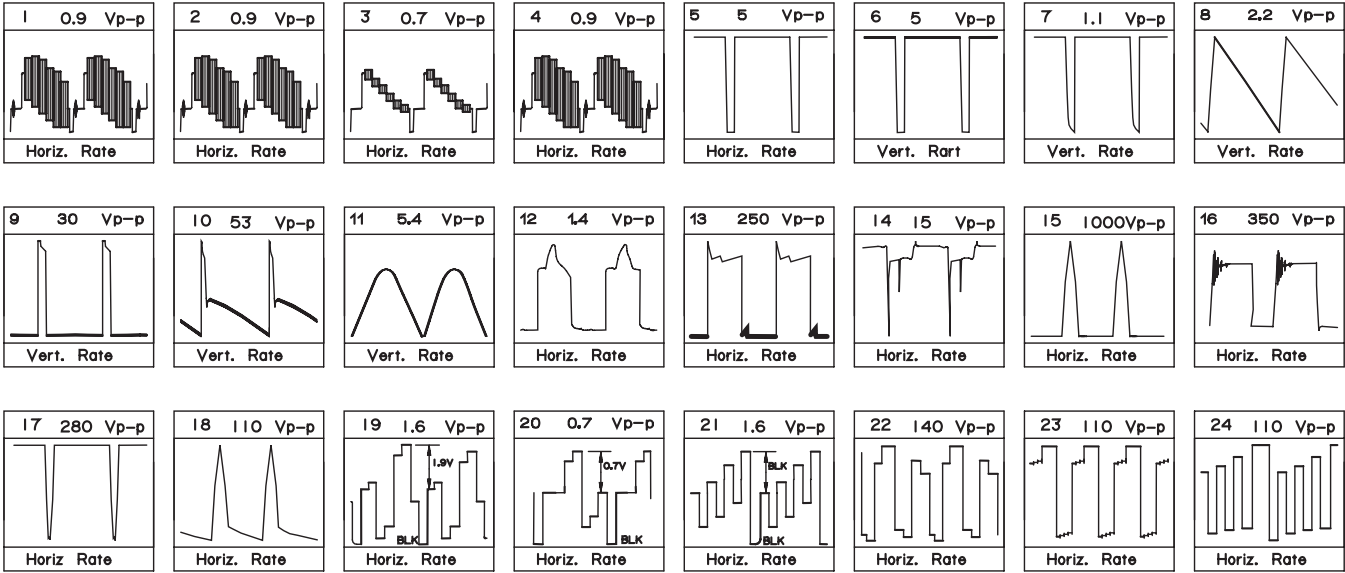 1 0.9 Vp-p
Horiz. Rate
2 0.9 Vp-p
Horiz. Rate
3 0.7 Vp-p
Horiz. Rate
4 0.9 Vp-p
Horiz. Rate
5 5 Vp-p
Horiz. Rate
6 5 Vp-p
Vert. Rart
7 1.1 Vp-p
Vert. Rate
8 2.2 Vp-p
Vert. Rate
9 30 Vp-p
Vert. Rate
10 53 Vp-p
Vert. Rate
11 5.4 Vp-p
Vert. Rate
12 1.4 Vp-p
Horiz. Rate
13 250 Vp-p
Horiz. Rate
14 15 Vp-p
Horiz. Rate
15 1000Vp-p
Horiz. Rate
16 350 Vp-p
Horiz. Rate
17 280 Vp-p
Horiz Rate
18 110 Vp-p
Horiz. Rate
19 1.6 Vp-p
1.9V
BLK
Horiz. Rate
20 0.7 Vp-p
0.7V
BLK
Horiz. Rate
21 1.6 Vp-p
BLK
BLK
Horiz. Rate
22 140 Vp-p
Horiz. Rate
23 110 Vp-p
Horiz. Rate
24 110 Vp-p
Horiz. Rate